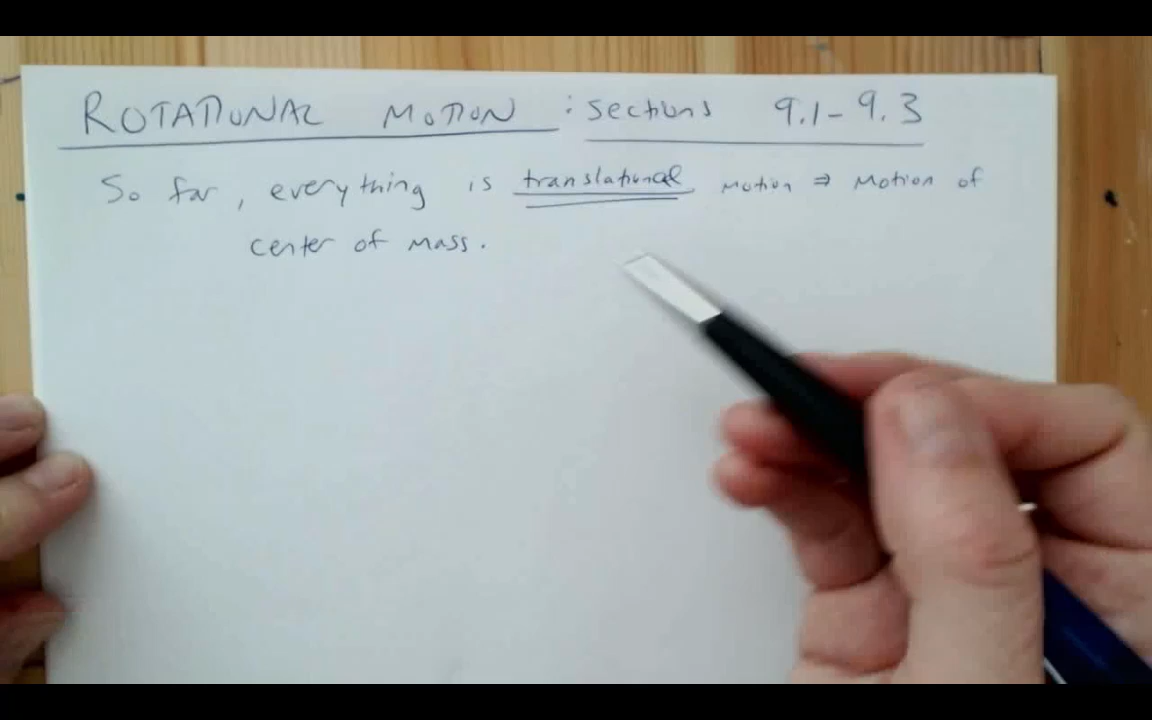 ROTATIONAL MOTION : Sections 9.1 - 9.3
So far, everything is translational motion ⇒ motion of
center of mass.